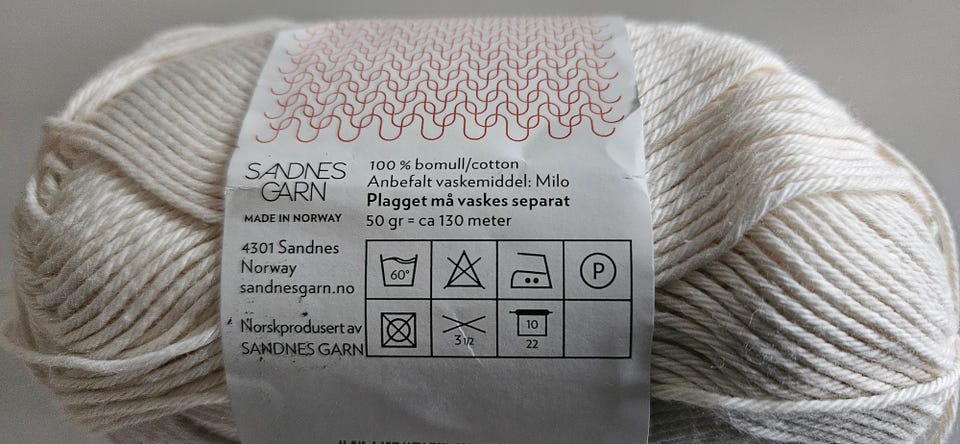 SANDNES
GARN
MADE IN NORWAY
4301 Sandnes
Norway
sandnesgarn.no
Norskprodusert av
SANDNES GARN
100 % bomull/cotton
Anbefalt vaskemiddel: Milo
Plagget må vaskes separat
50 gr = ca 130 meter
60°
P
3 1/2
10
22